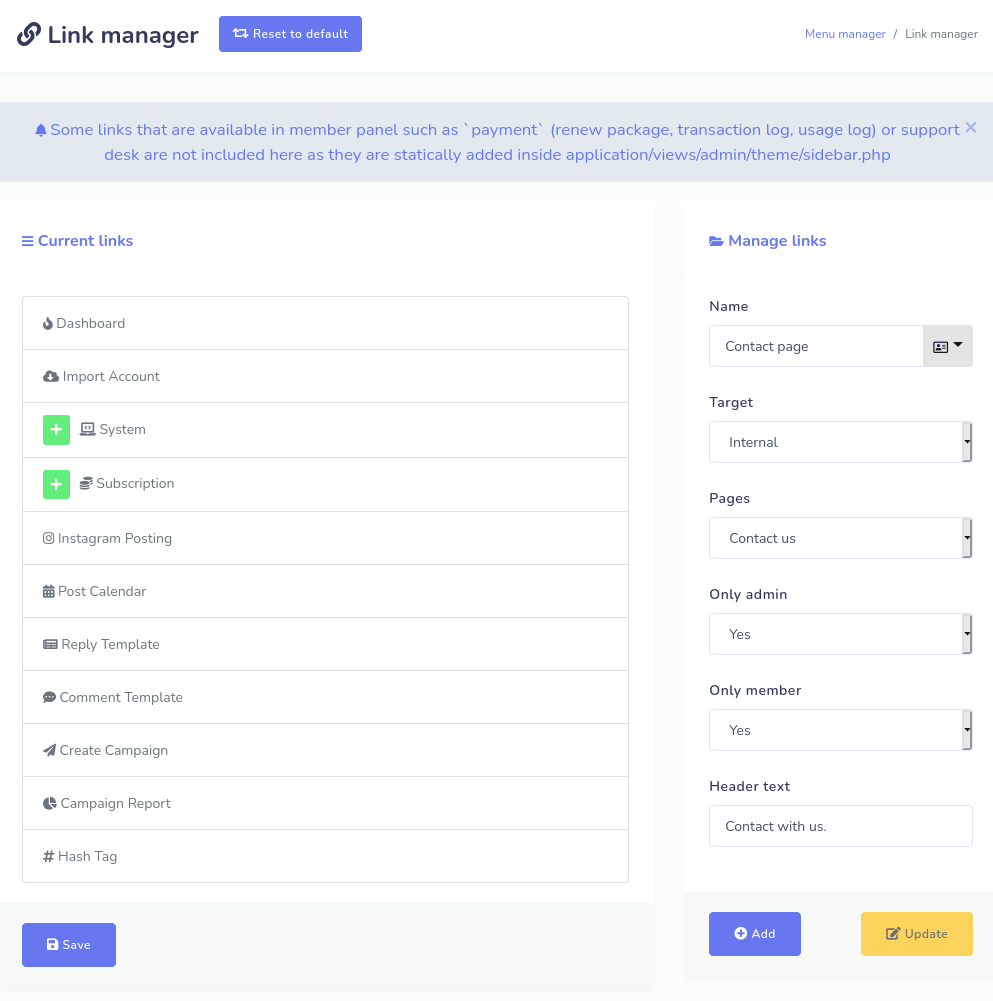 Link manager
Reset to default
Menu manager / Link manager
Some links that are available in member panel such as `payment` (renew package, transaction log, usage log) or support
desk are not included here as they are statically added inside application/views/admin/theme/sidebar.php
Current links
Dashboard
Import Account
System
Subscription
Instagram Posting
Post Calendar
Reply Template
Comment Template
Create Campaign
Campaign Report
Hash Tag
Save
Manage links
Name
Contact page
Target
Internal
Pages
Contact us
Only admin
Yes
Only member
Yes
Header text
Contact with us.
Add
Update